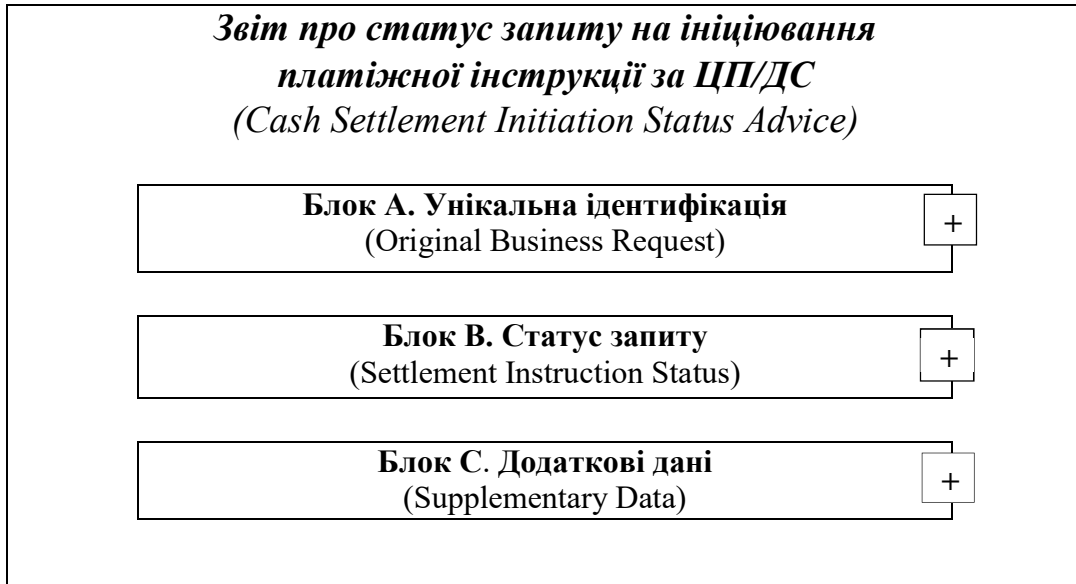 Звіт про статус запиту на ініціювання
платіжної інструкції за ЦП/ДС
(Cash Settlement Initiation Status Advice)
Блок А. Унікальна ідентифікація
(Original Business Request)
+
Блок В. Статус запиту
(Settlement Instruction Status)
+
Блок С. Додаткові дані
(Supplementary Data)
+